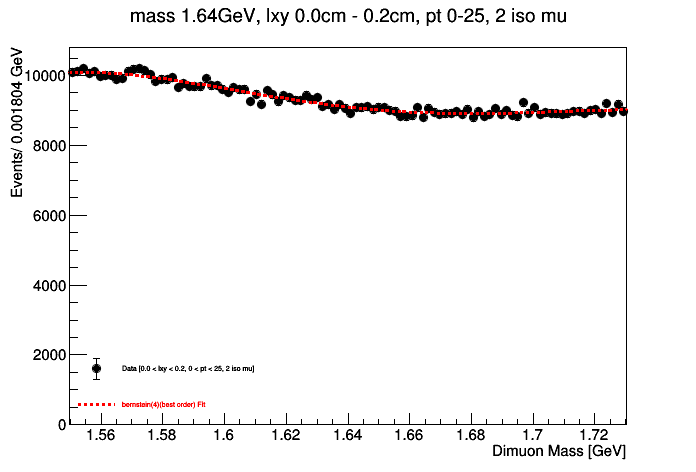 mass 1.64GeV, lxy 0.0cm - 0.2cm, pt 0-25, 2 iso mu
Events/ 0.001804 GeV
10000
8000
6000
4000
2000
0
Data [0.0 < lxy < 0.2, 0 < pt < 25, 2 iso mu]
bernstein(4)(best order) Fit
1.56 1.58 1.6 1.62 1.64 1.66 1.68 1.7 1.72
Dimuon Mass [GeV]